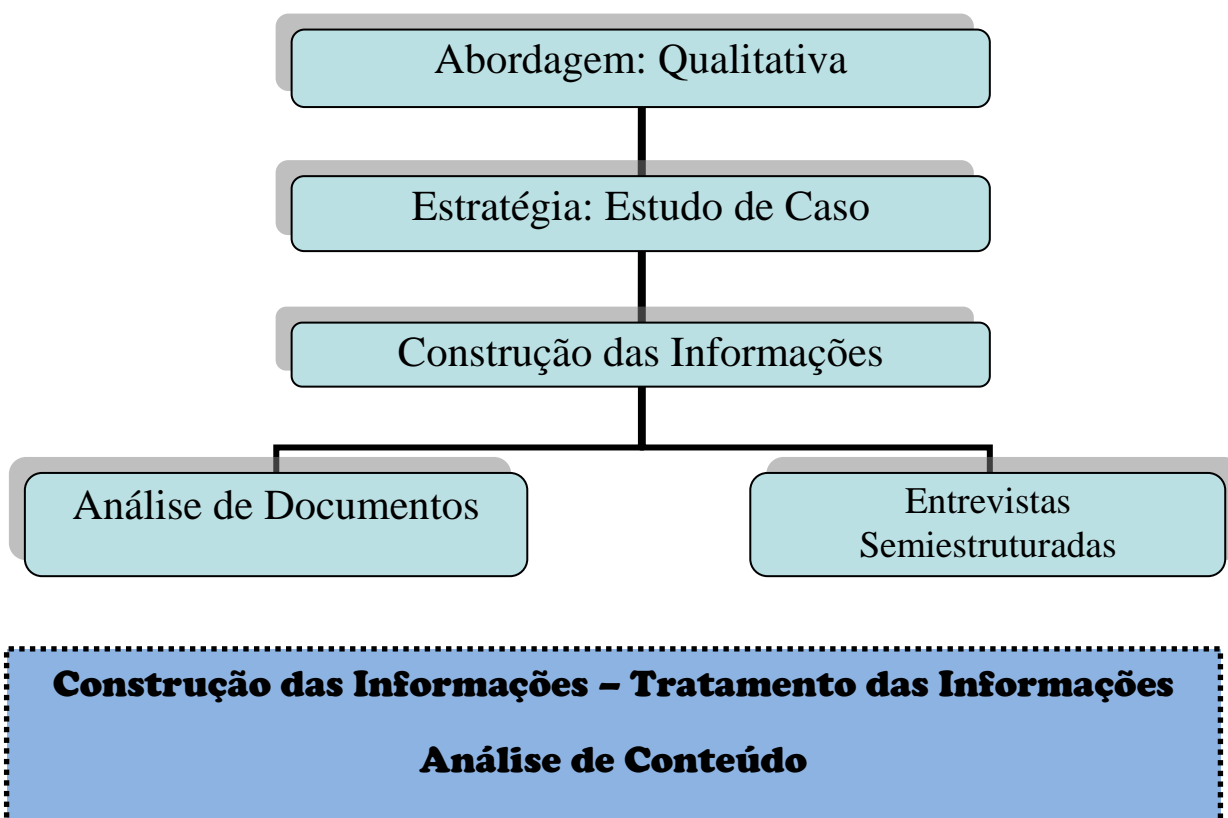 Abordagem: Qualitativa
Estratégia: Estudo de Caso
Construção das Informações
Análise de Documentos
Entrevistas
Semiestruturadas
Construção das Informações – Tratamento das Informações
Análise de Conteúdo